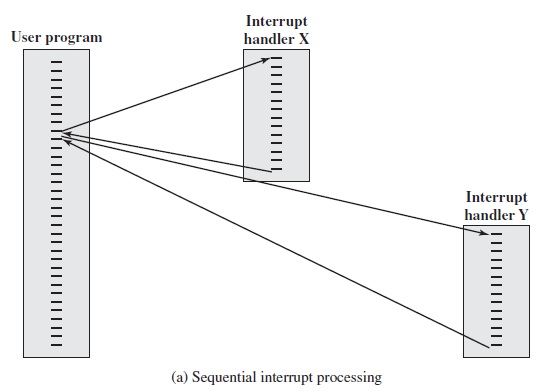 User program
Interrupt
handler X
Interrupt
handler Y
(a) Sequential interrupt processing